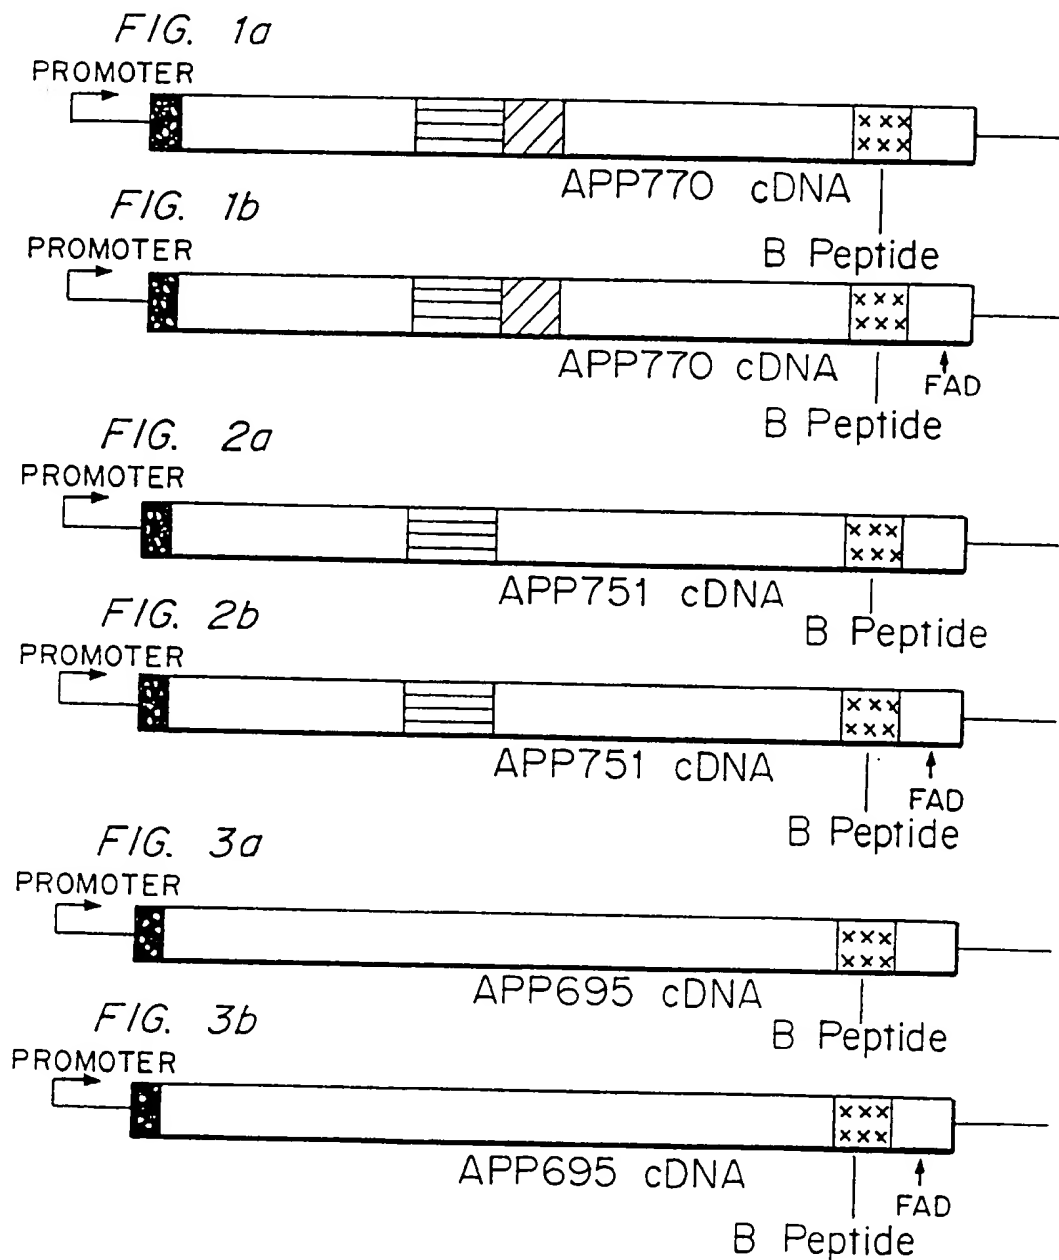 FIG. 1a
PROMOTER
APP770 cDNA
B Peptide
FIG. 1b
PROMOTER
APP770 cDNA
FAD
B Peptide
FIG. 2a
PROMOTER
APP751 cDNA
B Peptide
FIG. 2b
PROMOTER
APP751 cDNA
FAD
B Peptide
FIG. 3a
PROMOTER
APP695 cDNA
B Peptide
FIG. 3b
PROMOTER
APP695 cDNA
FAD
B Peptide